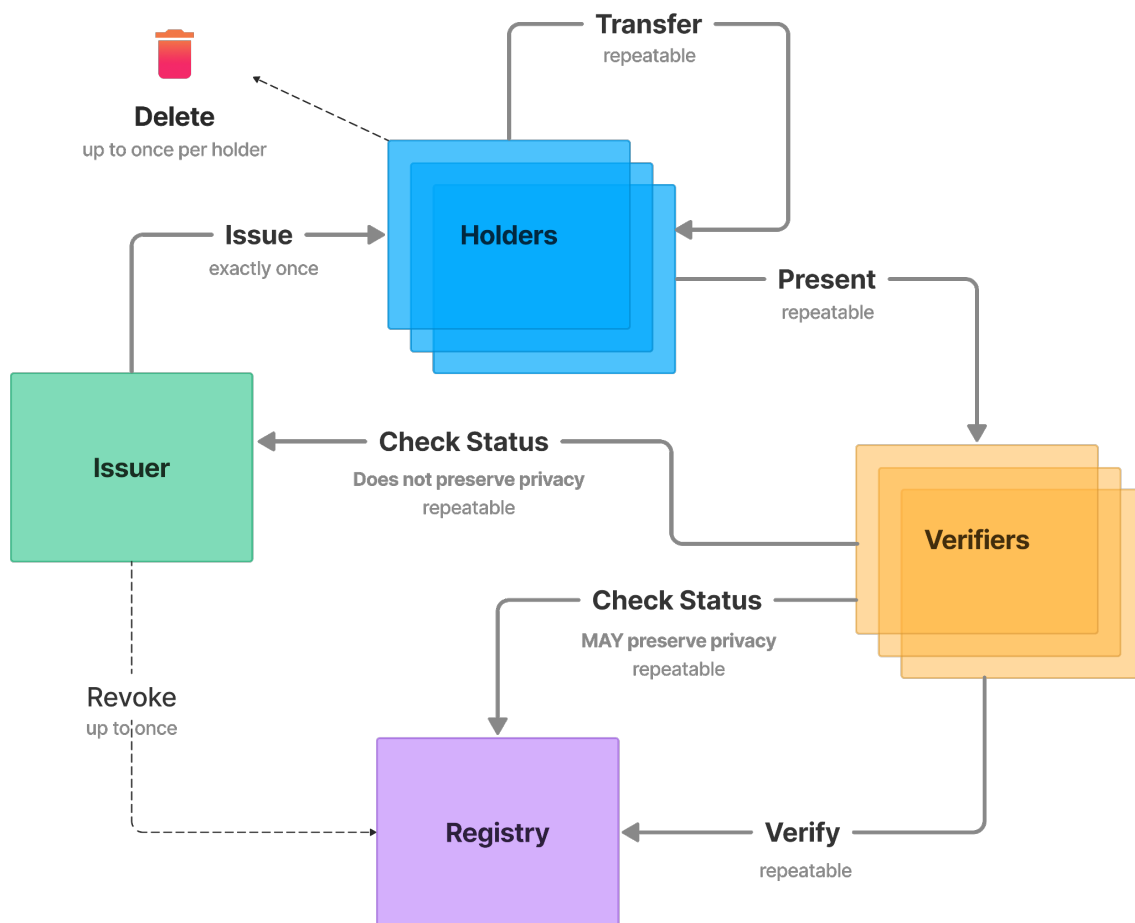 Transfer
repeatable
Delete
up to once per holder
Issue
exactly once
Holders
Present
repeatable
Check Status
Does not preserve privacy
repeatable
Issuer
Verifiers
Check Status
MAY preserve privacy
repeatable
Revoke
up to once
Registry
Verify
repeatable